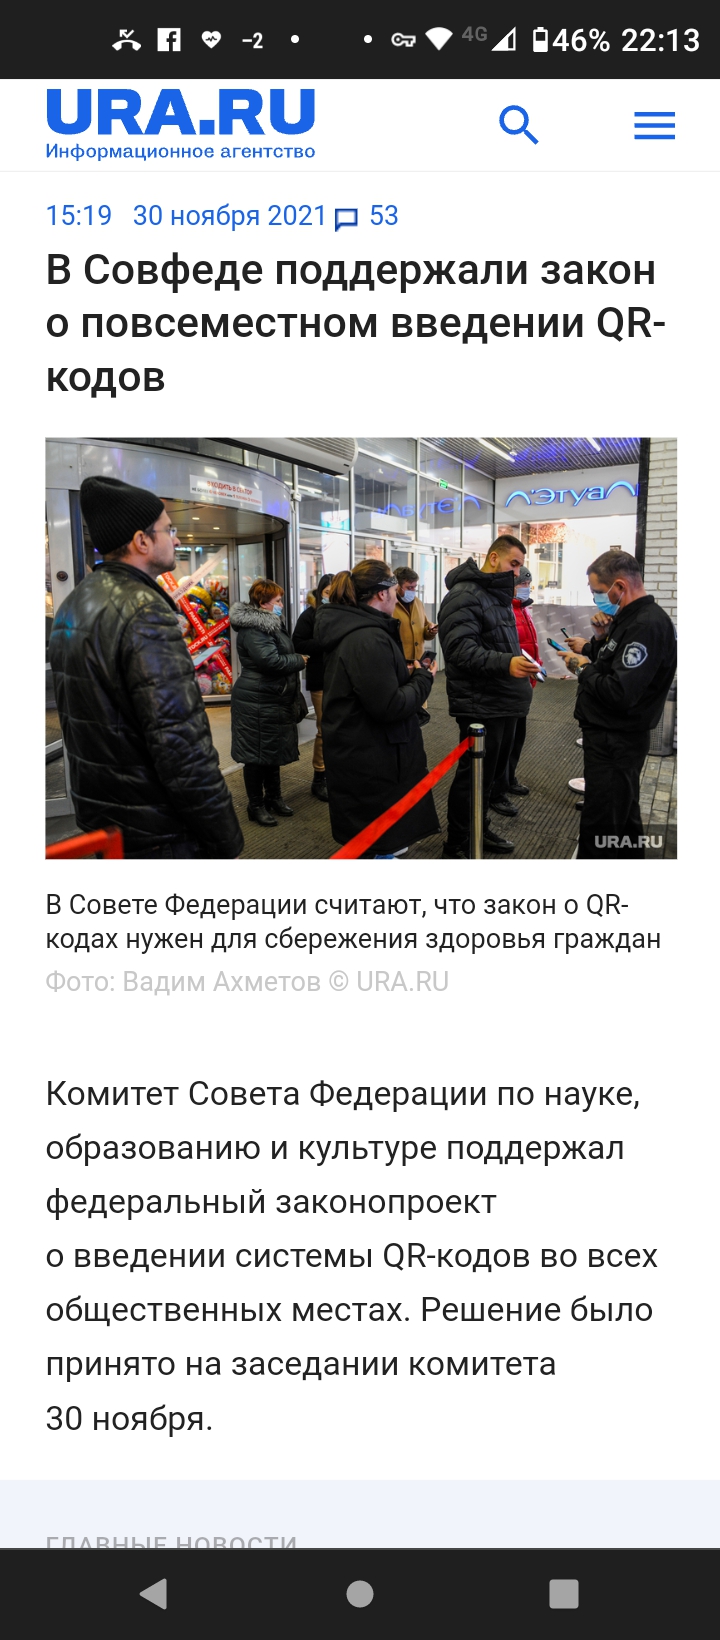 -2
4G
46% 22:13
URA.RU
Информационное агентство
15:19 30 ноября 2021 53
В Совфеде поддержали закон
о повсеместном введении QR-
кодов
Л'Этуаль
URA.RU
В Совете Федерации считают, что закон о QR-
кодах нужен для сбережения здоровья граждан
Фото: Вадим Ахметов © URA.RU
Комитет Совета Федерации по науке,
образованию и культуре поддержал
федеральный законопроект
о введении системы QR-кодов во всех
общественных местах. Решение было
принято на заседании комитета
30 ноября.
ГЛАВНЫЕ НОВОСТИ